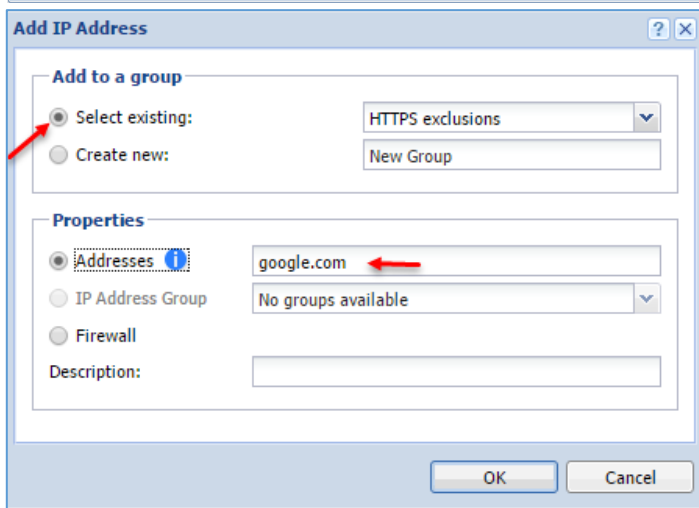 Add IP Address
Add to a group
Select existing: HTTPS exclusions
Create new: New Group
Properties
Addresses google.com
IP Address Group No groups available
Firewall
Description:
OK Cancel